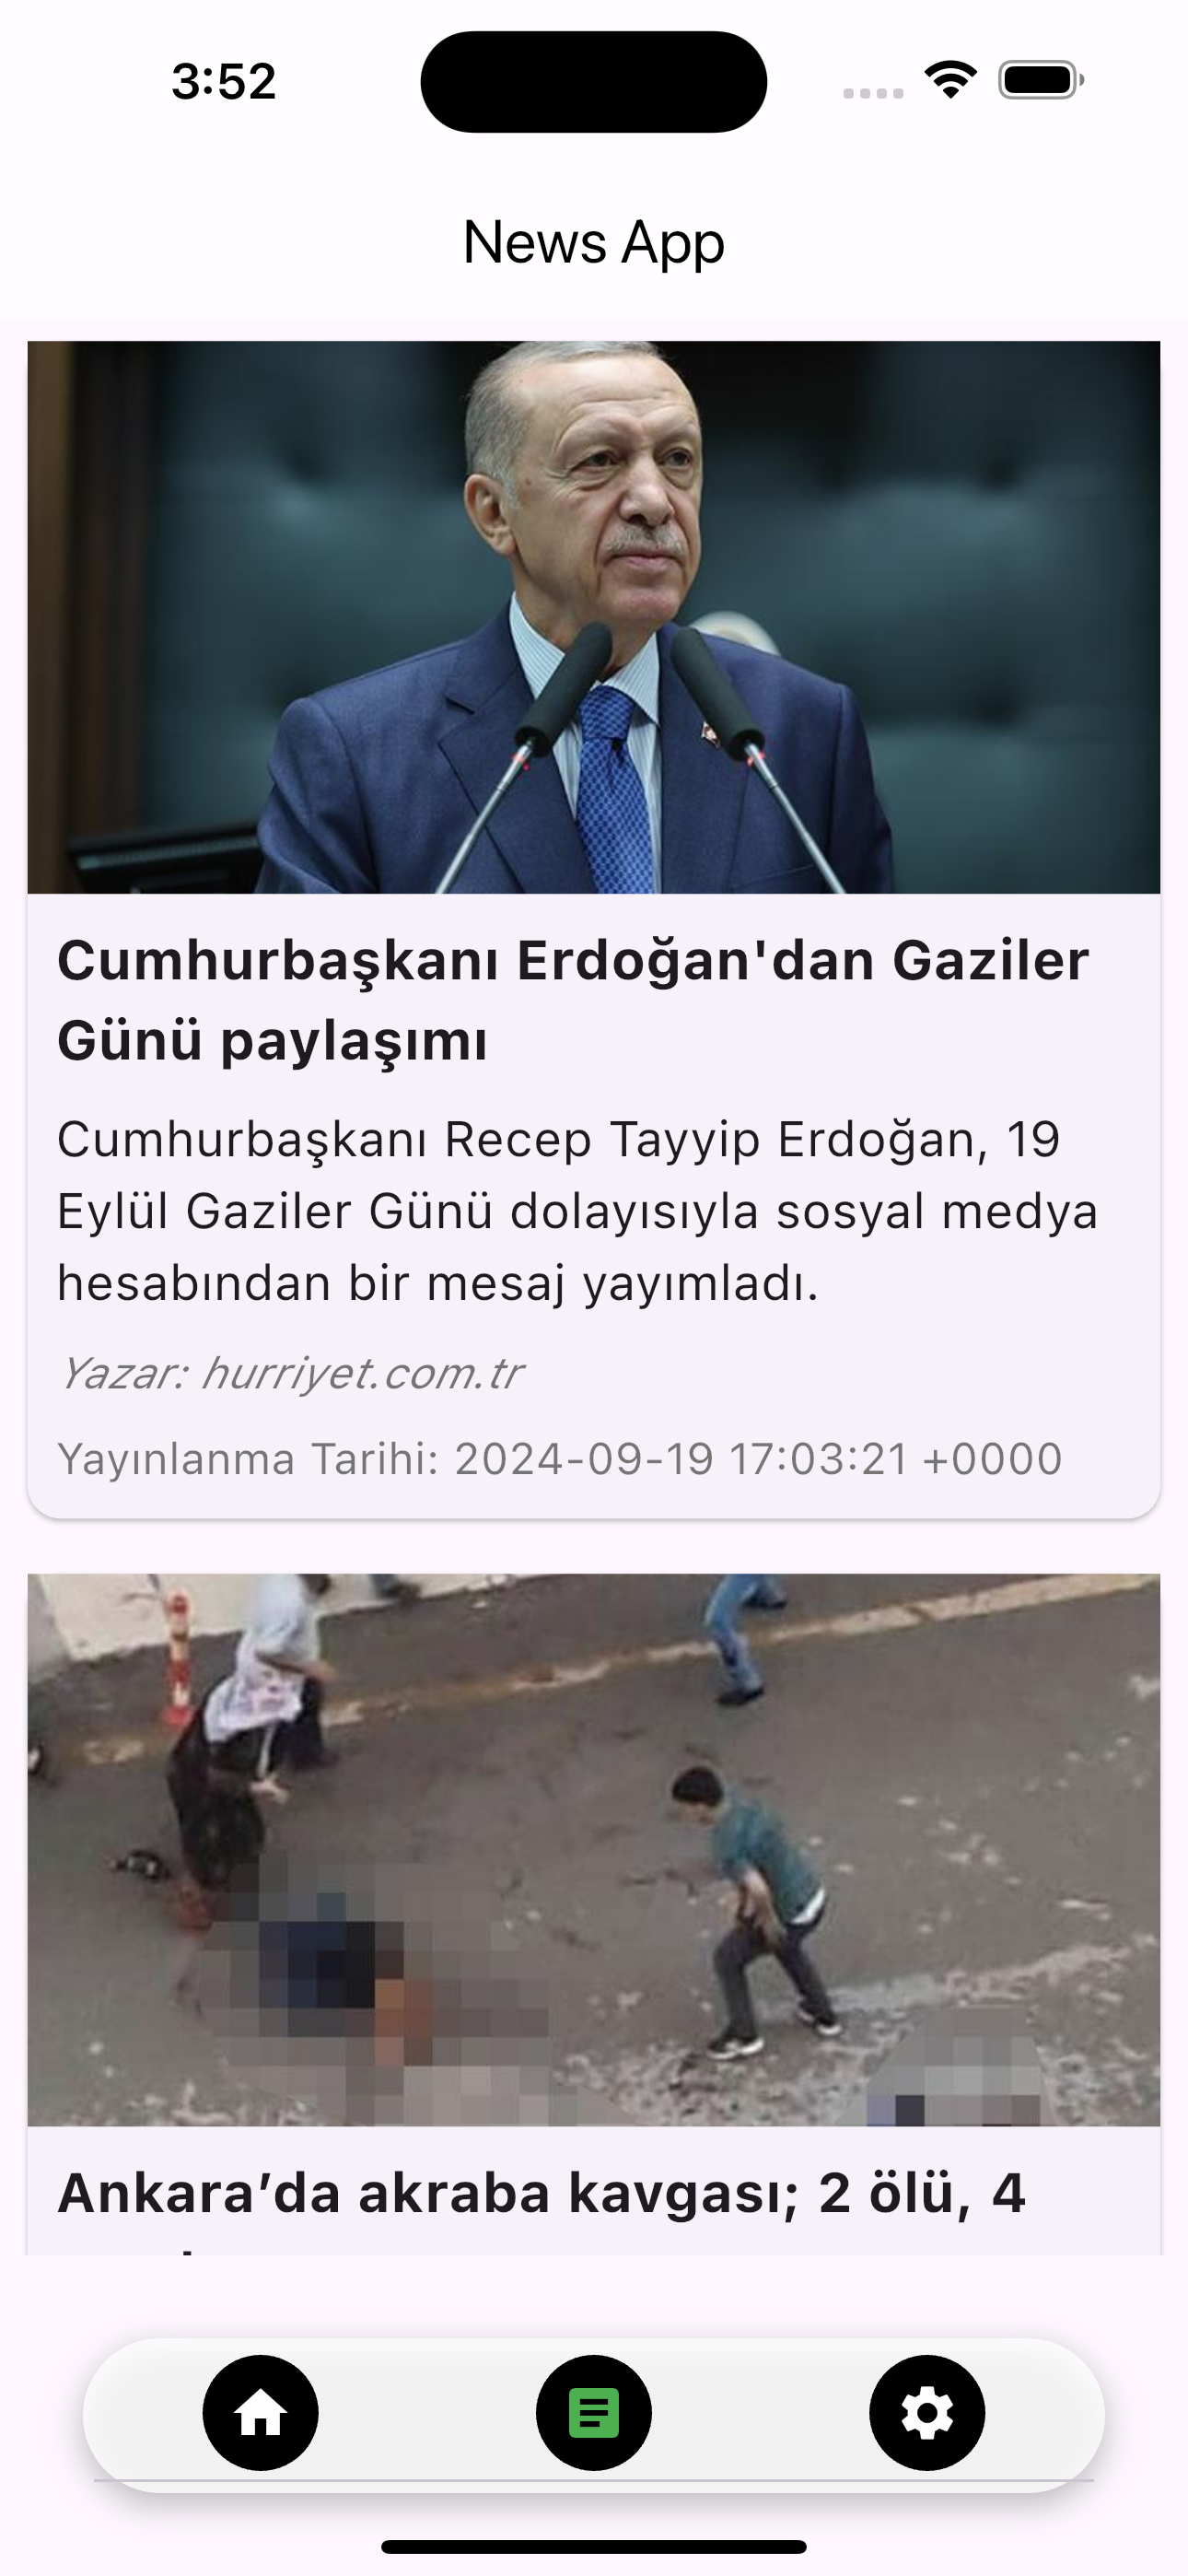 3:52
News App
Cumhurbaşkanı Erdoğan'dan Gaziler
Günü paylaşımı
Cumhurbaşkanı Recep Tayyip Erdoğan, 19
Eylül Gaziler Günü dolayısıyla sosyal medya
hesabından bir mesaj yayımladı.
Yazar: hurriyet.com.tr
Yayınlanma Tarihi: 2024-09-19 17:03:21 +0000
Ankara’da akraba kavgası; 2 ölü, 4